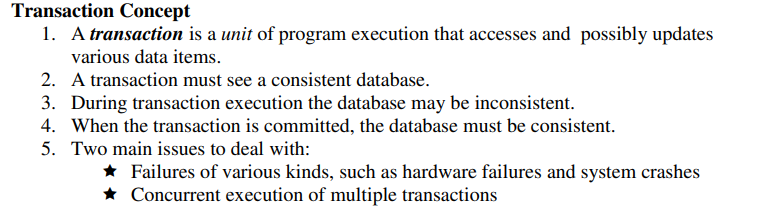 Transaction Concept
1. A transaction is a unit of program execution that accesses and possibly updates
various data items.
2. A transaction must see a consistent database.
3. During transaction execution the database may be inconsistent.
4. When the transaction is committed, the database must be consistent.
5. Two main issues to deal with:
★ Failures of various kinds, such as hardware failures and system crashes
★ Concurrent execution of multiple transactions